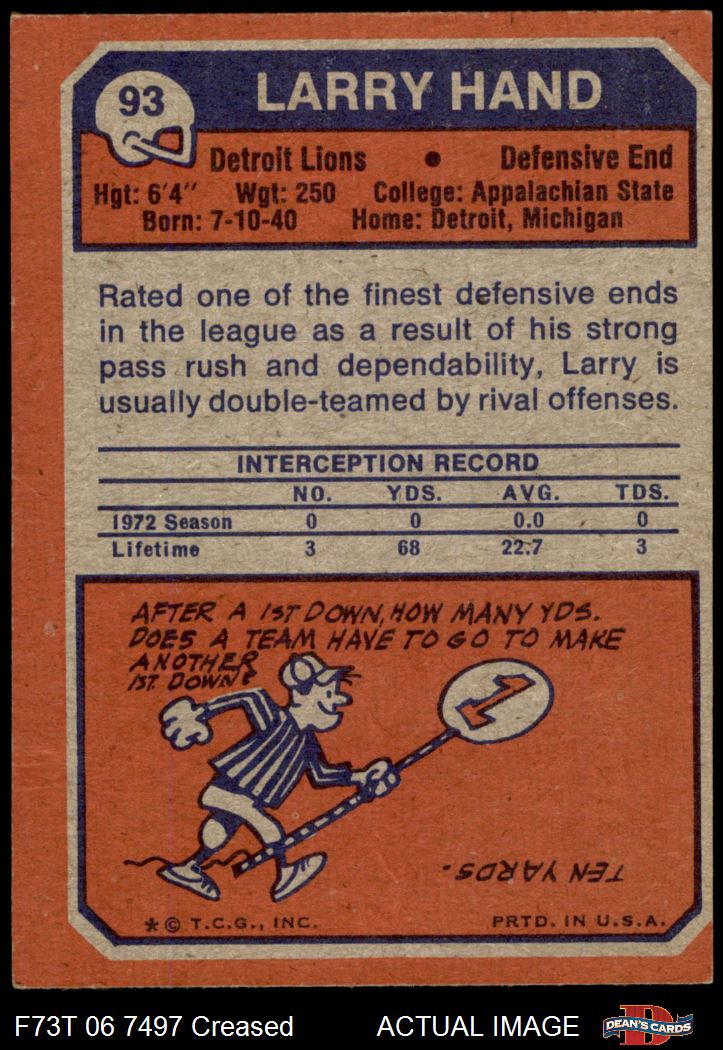 93
LARRY HAND
Detroit Lions • Defensive End
Hgt: 6'4" Wgt: 250 College: Appalachian State
Born: 7-10-40 Home: Detroit, Michigan
Rated one of the finest defensive ends
in the league as a result of his strong
pass rush and dependability, Larry is
usually double-teamed by rival offenses.
INTERCEPTION RECORD
NO. YDS. AVG. TDS.
1972 Season 0 0 0.0 0
Lifetime 3 68 22.7 3
AFTER A 1ST DOWN, HOW MANY YDS.
DOES A TEAM HAVE TO GO TO MAKE
ANOTHER
1ST. DOWN?
1
TEN YARDS.
* © T.C.G., INC. PRTD. IN U.S.A.
F73T 06 7497 Creased ACTUAL IMAGE
D
DEAN'S CARDS